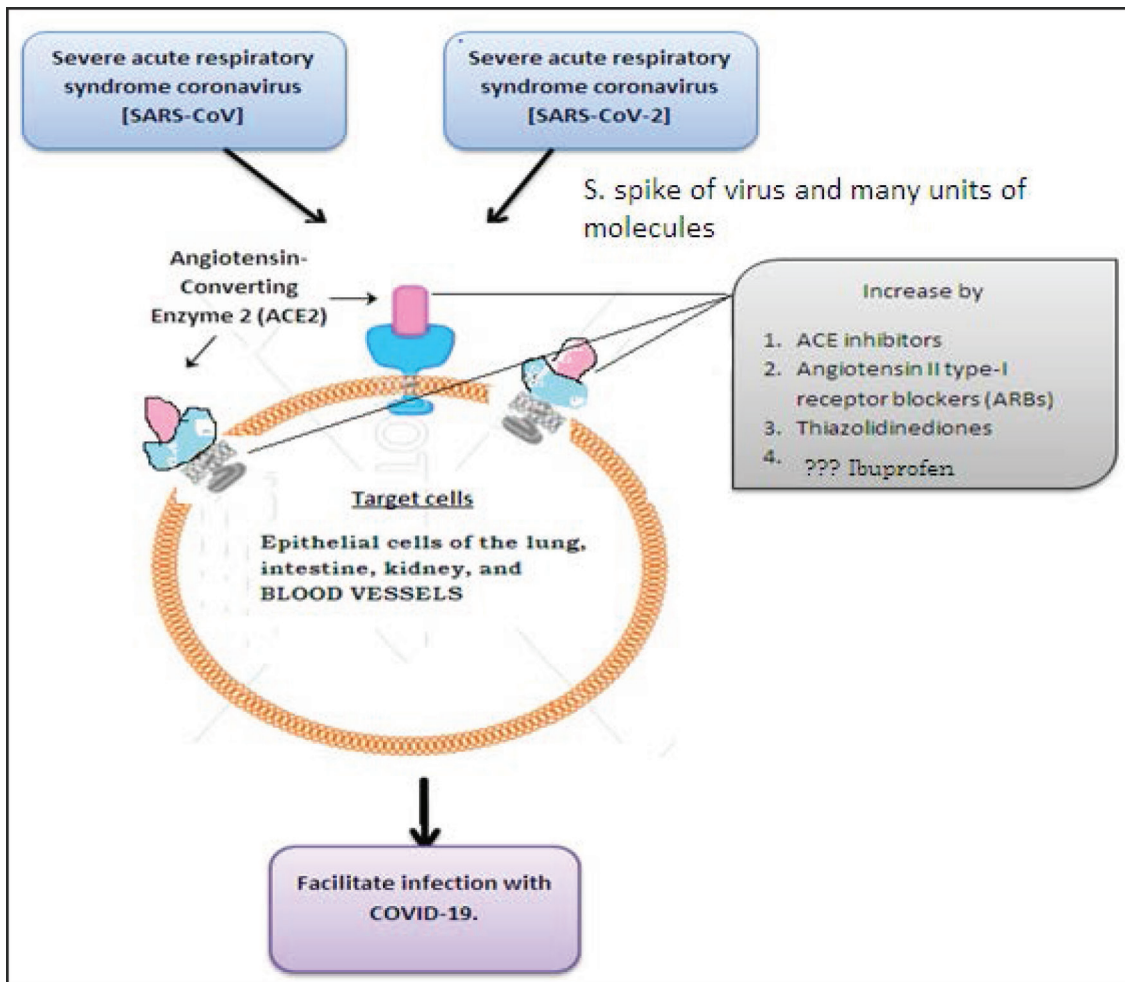 Severe acute respiratory
syndrome coronavirus
[SARS-CoV]
Severe acute respiratory
syndrome coronavirus
[SARS-CoV-2]
S. spike of virus and many units of
molecules
Angiotensin-
Converting
Enzyme 2 (ACE2)
Increase by
1. ACE inhibitors
2. Angiotensin II type-I
receptor blockers (ARBs)
3. Thiazolidinediones
4. ??? Ibuprofen
Target cells
Epithelial cells of the lung,
intestine, kidney, and
BLOOD VESSELS
Facilitate infection with
COVID-19.